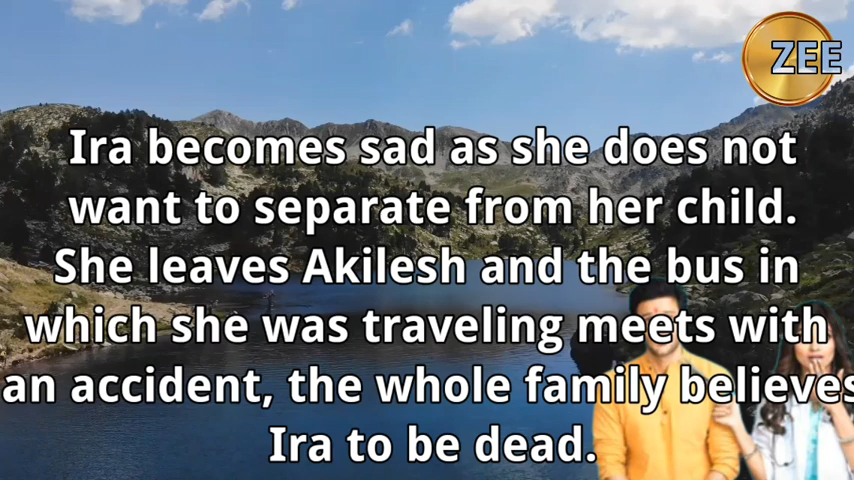 ZEE
Ira becomes sad as she does not
want to separate from her child.
She leaves Akilesh and the bus in
which she was traveling meets with
an accident, the whole family believes
Ira to be dead.